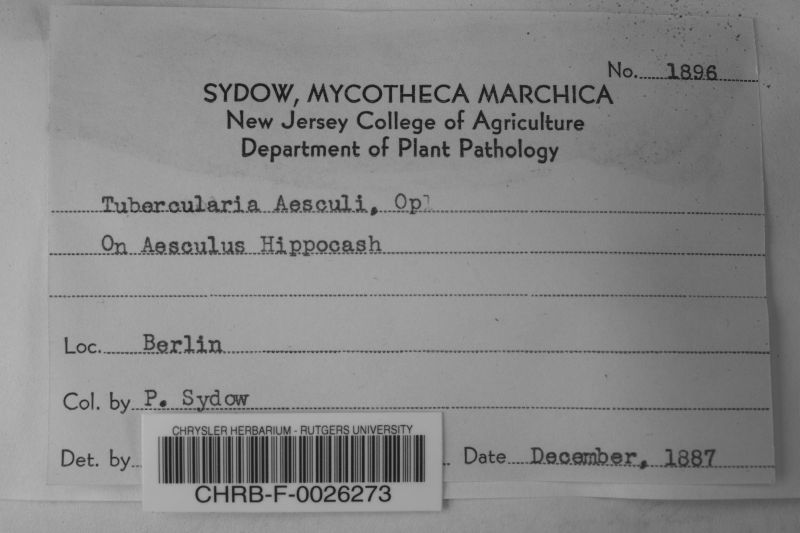 No. 1896
SYDOW, MYCOTHECA MARCHICA
New Jersey College of Agriculture
Department of Plant Pathology
Tubercularia Aesculi, Opl
On Aesculus Hippocash
Loc. Berlin
Col. by P. Sydow
Det. by
Date December, 1887
CHRYSLER HERBARIUM - RUTGERS UNIVERSITY
CHRB-F-0026273